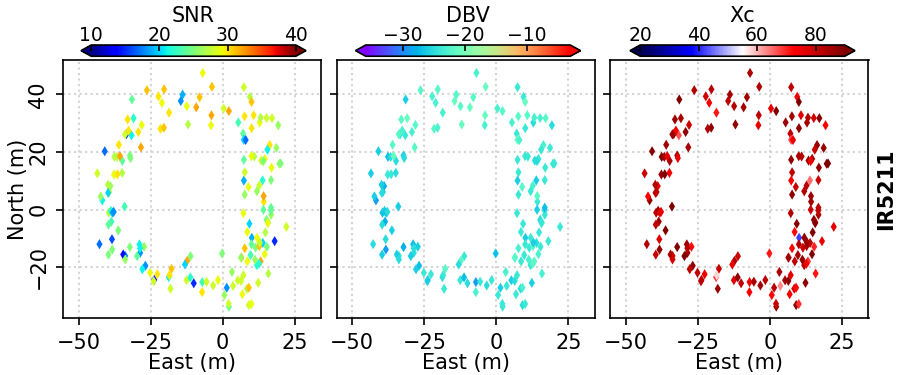 SNR
10 20 30 40
DBV
−30 −20 −10
Xc
20 40 60 80
North (m)
40
20
0
−20
−50 −25 0 25
East (m)
−50 −25 0 25
East (m)
−50 −25 0 25
East (m)
IR5211